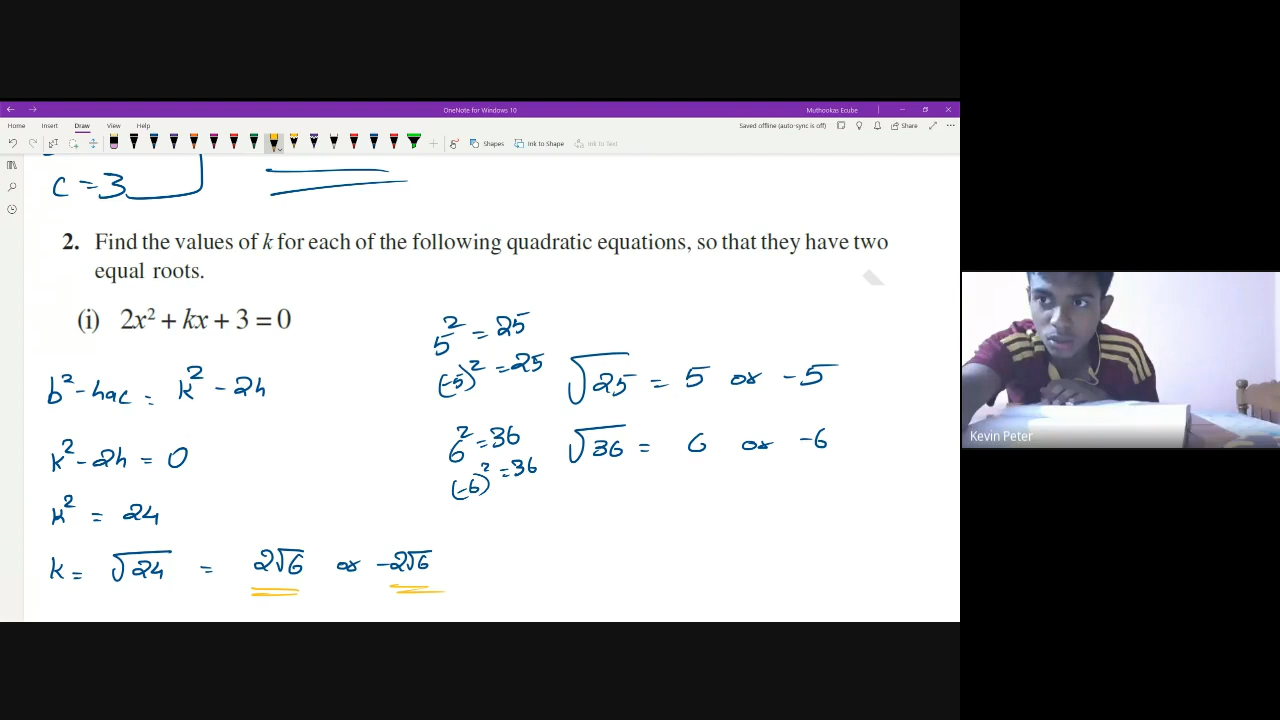 OneNote for Windows 10
Muthookas Ecube
Home Insert Draw View Help
Saved offline (auto-sync is off) Share
Shapes Ink to Shape Ink to Text
c = 3
2. Find the values of k for each of the following quadratic equations, so that they have two
equal roots.
(i) 2x² + kx + 3 = 0
b² - 4ac = k² - 24
k² - 24 = 0
k² = 24
k = √24 = 2√6 or -2√6
5² = 25
(-5)² = 25
√25 = 5 or -5
6² = 36
(-6)² = 36
√36 = 6 or -6
Kevin Peter